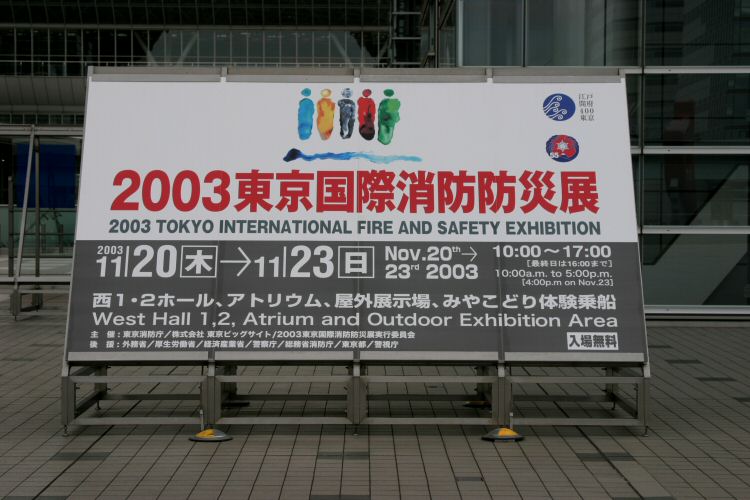 江戸
開府
400
東京
55
2003東京国際消防防災展
2003 TOKYO INTERNATIONAL FIRE AND SAFETY EXHIBITION
2003
11|20木→11|23日
Nov.20th→
23rd 2003
10:00〜17:00
[最終日は16:00まで]
10:00a.m. to 5:00p.m.
[4:00p.m on Nov.23]
西1・2ホール、アトリウム、屋外展示場、みやこどり体験乗船
West Hall 1,2, Atrium and Outdoor Exhibition Area
主 催：東京消防庁／株式会社 東京ビッグサイト／2003東京国際消防防災展実行委員会
後 援：外務省／厚生労働省／経済産業省／警察庁／総務省消防庁／東京都／警視庁
入場無料